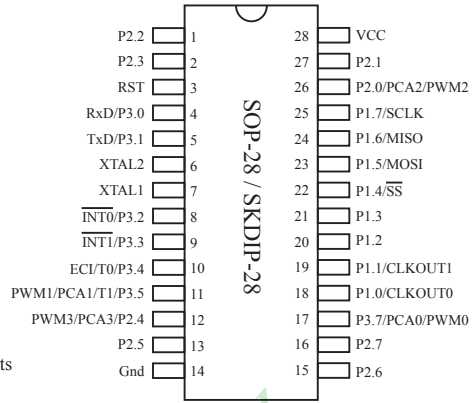 P2.2 1 28 VCC
P2.3 2 27 P2.1
RST 3 26 P2.0/PCA2/PWM2
RxD/P3.0 4 25 P1.7/SCLK
TxD/P3.1 5 24 P1.6/MISO
XTAL2 6 23 P1.5/MOSI
XTAL1 7 22 P1.4/SS
INT0/P3.2 8 21 P1.3
INT1/P3.3 9 20 P1.2
ECI/T0/P3.4 10 19 P1.1/CLKOUT1
PWM1/PCA1/T1/P3.5 11 18 P1.0/CLKOUT0
PWM3/PCA3/P2.4 12 17 P3.7/PCA0/PWM0
P2.5 13 16 P2.7
Gnd 14 15 P2.6
SOP-28 / SKDIP-28
ts